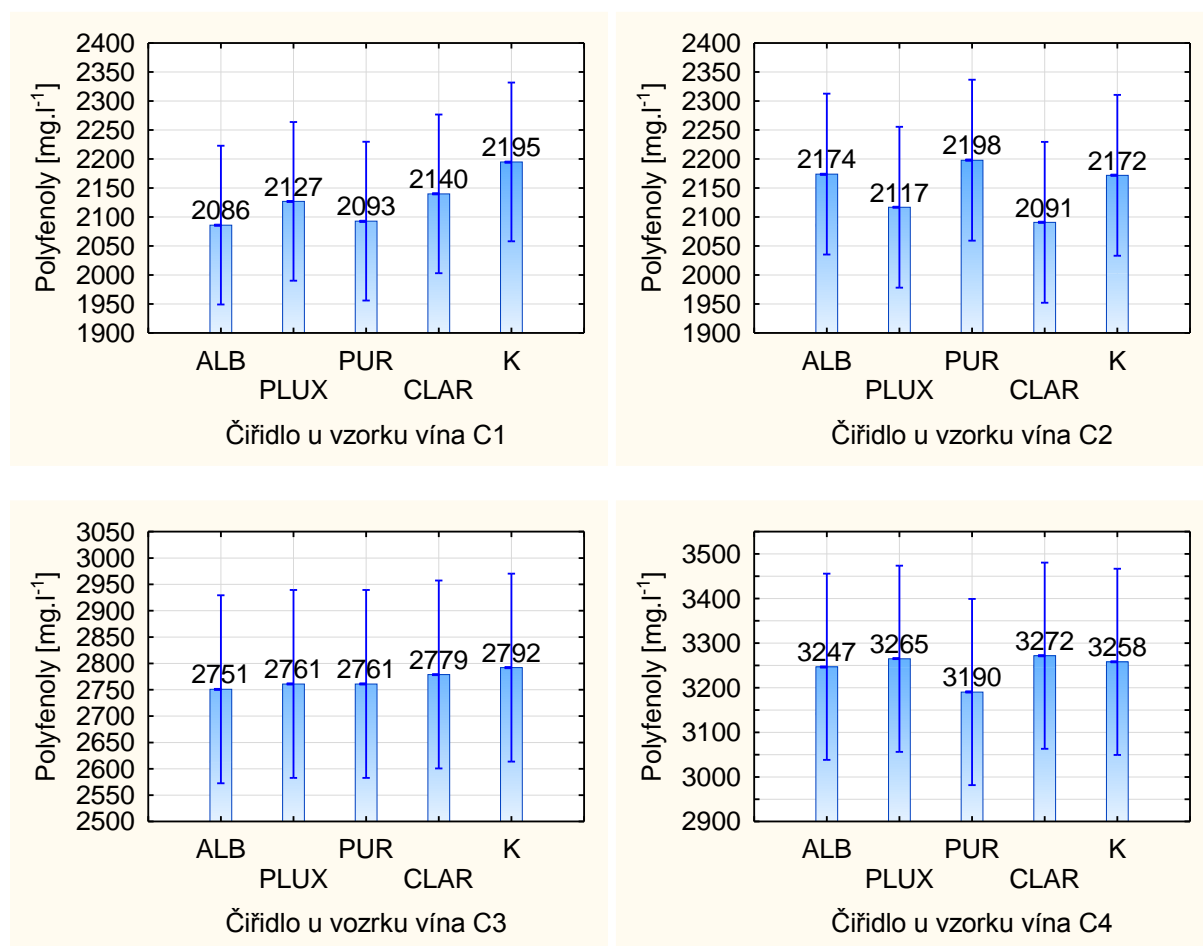 Polyfenoly [mg.l-1]
2400
2350
2300
2250
2200
2150
2100
2050
2000
1950
1900
2086
2127
2093
2140
2195
ALB
PLUX
PUR
CLAR
K
Čiřidlo u vzorku vína C1
Polyfenoly [mg.l-1]
2400
2350
2300
2250
2200
2150
2100
2050
2000
1950
1900
2174
2117
2198
2091
2172
ALB
PLUX
PUR
CLAR
K
Čiřidlo u vzorku vína C2
Polyfenoly [mg.l-1]
3050
3000
2950
2900
2850
2800
2750
2700
2650
2600
2550
2500
2751
2761
2761
2779
2792
ALB
PLUX
PUR
CLAR
K
Čiřidlo u vozrku vína C3
Polyfenoly [mg.l-1]
3500
3400
3300
3200
3100
3000
2900
3247
3265
3190
3272
3258
ALB
PLUX
PUR
CLAR
K
Čiřidlo u vzorku vína C4